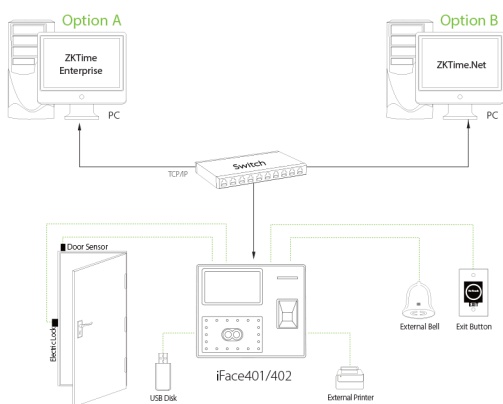 Option A
Option B
ZKTime
Enterprise
ZKTime.Net
PC
PC
Switch
TCP/IP
Door Sensor
Electric Lock
External Bell
Exit Button
iFace401/402
USB Disk
External Printer